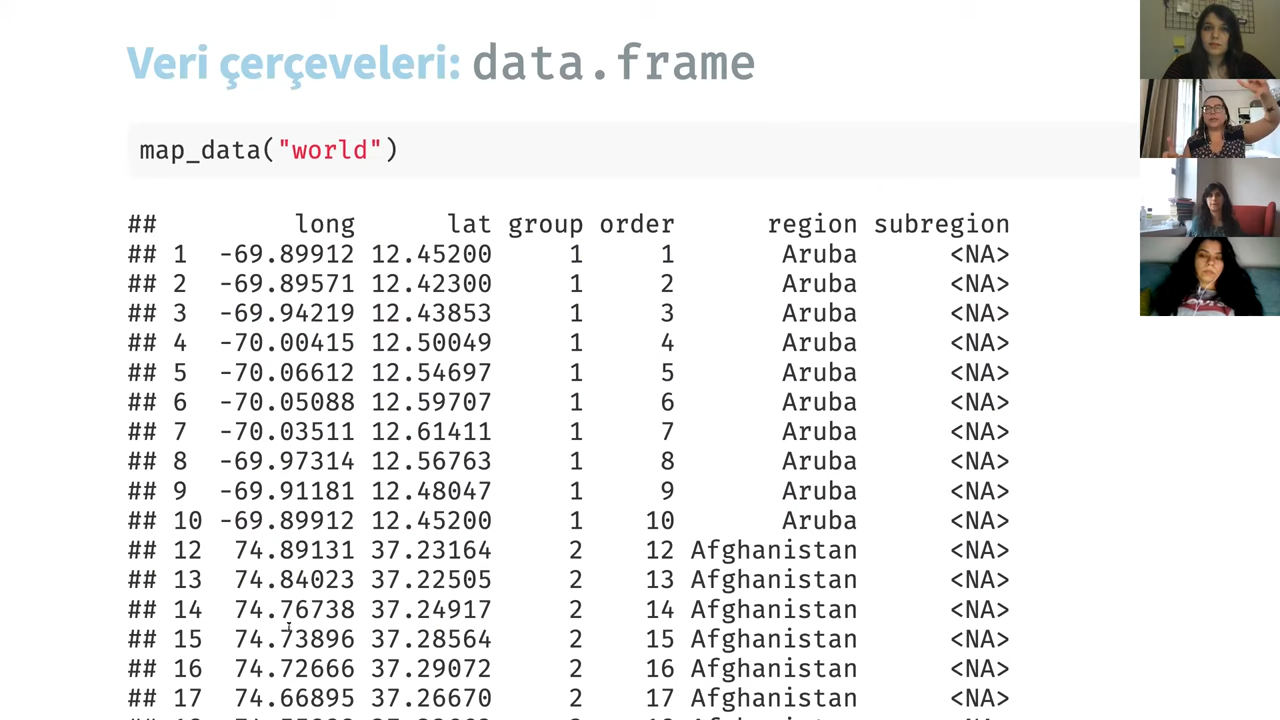 Veri çerçeveleri: data.frame
map_data("world")
## long lat group order region subregion
## 1 -69.89912 12.45200 1 1 Aruba <NA>
## 2 -69.89571 12.42300 1 2 Aruba <NA>
## 3 -69.94219 12.43853 1 3 Aruba <NA>
## 4 -70.00415 12.50049 1 4 Aruba <NA>
## 5 -70.06612 12.54697 1 5 Aruba <NA>
## 6 -70.05088 12.59707 1 6 Aruba <NA>
## 7 -70.03511 12.61411 1 7 Aruba <NA>
## 8 -69.97314 12.56763 1 8 Aruba <NA>
## 9 -69.91181 12.48047 1 9 Aruba <NA>
## 10 -69.89912 12.45200 1 10 Aruba <NA>
## 12 74.89131 37.23164 2 12 Afghanistan <NA>
## 13 74.84023 37.22505 2 13 Afghanistan <NA>
## 14 74.76738 37.24917 2 14 Afghanistan <NA>
## 15 74.73896 37.28564 2 15 Afghanistan <NA>
## 16 74.72666 37.29072 2 16 Afghanistan <NA>
## 17 74.66895 37.26670 2 17 Afghanistan <NA>